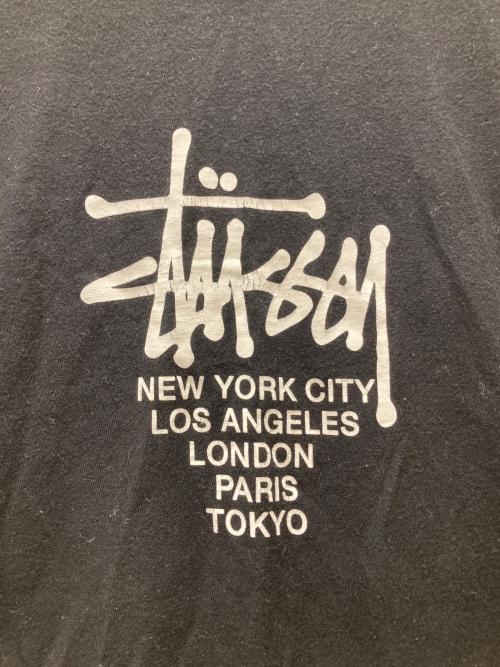 Stüssy
NEW YORK CITY
LOS ANGELES
LONDON
PARIS
TOKYO